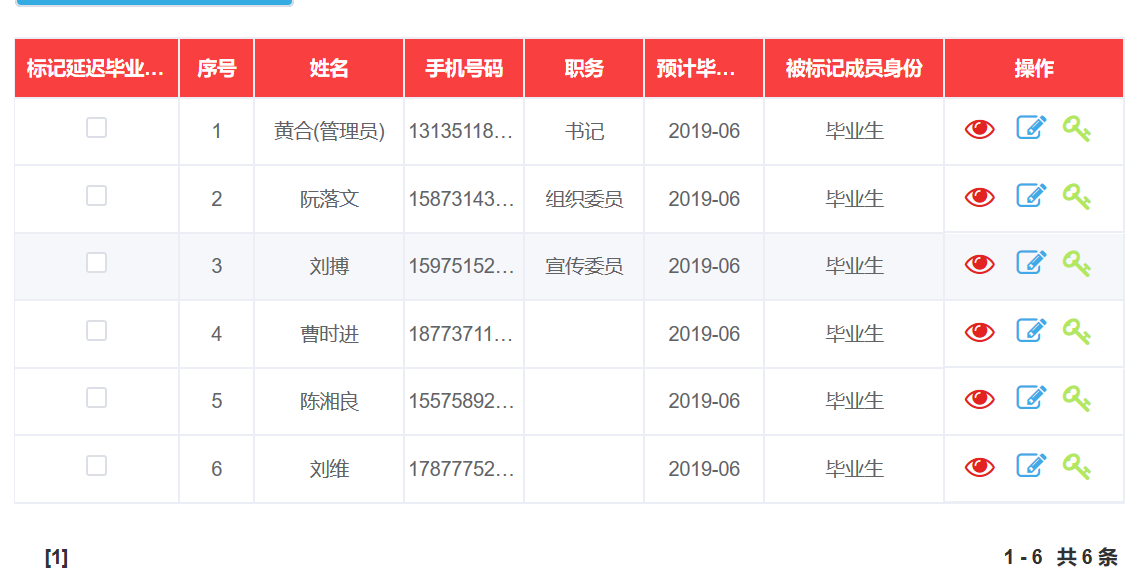 标记延迟毕业… 序号 姓名 手机号码 职务 预计毕… 被标记成员身份 操作
1 黄合(管理员) 13135118… 书记 2019-06 毕业生
2 阮落文 15873143… 组织委员 2019-06 毕业生
3 刘搏 15975152… 宣传委员 2019-06 毕业生
4 曹时进 18773711… 2019-06 毕业生
5 陈湘良 15575892… 2019-06 毕业生
6 刘维 17877752… 2019-06 毕业生
[1] 1 - 6 共 6 条